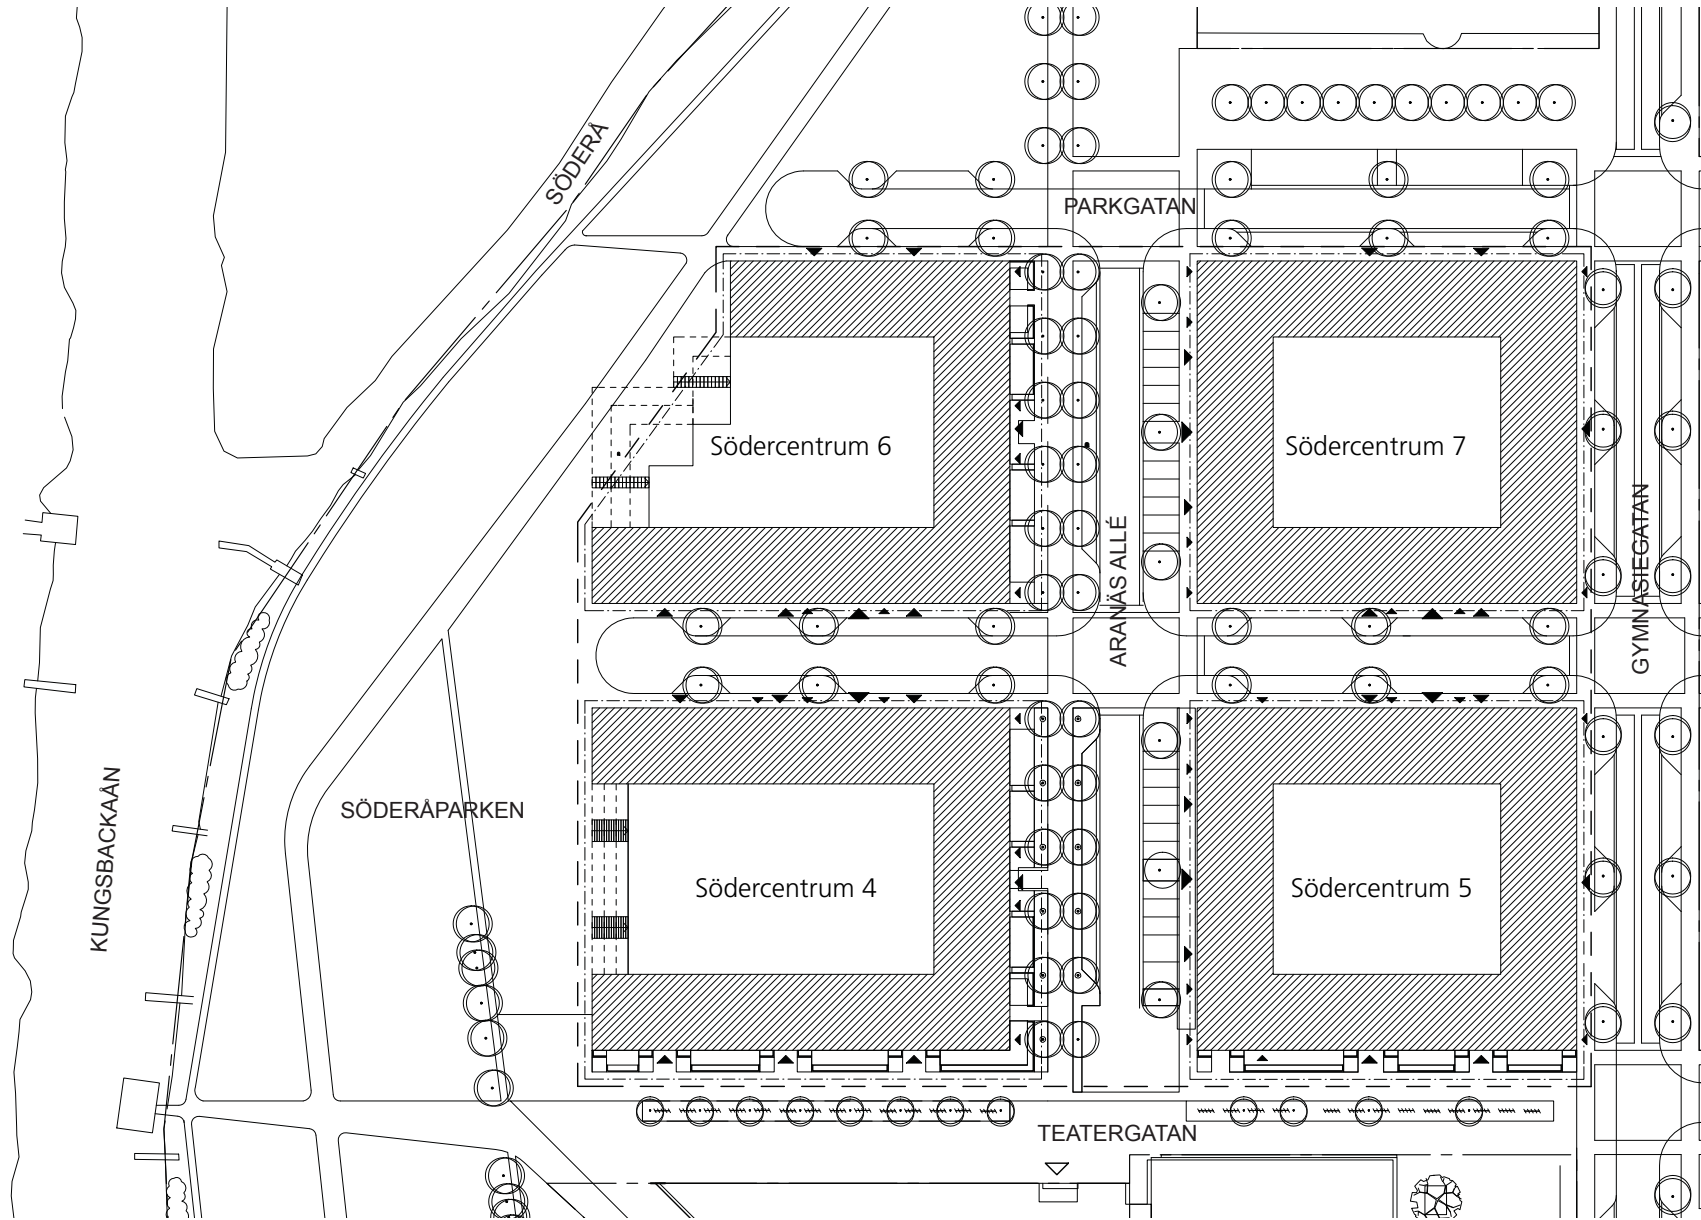 SÖDERÅ
PARKGATAN
Södercentrum 6
Södercentrum 7
ARANÄS ALLÉ
GYMNASIEGATAN
KUNGSBACKAÅN
SÖDERÅPARKEN
Södercentrum 4
Södercentrum 5
TEATERGATAN